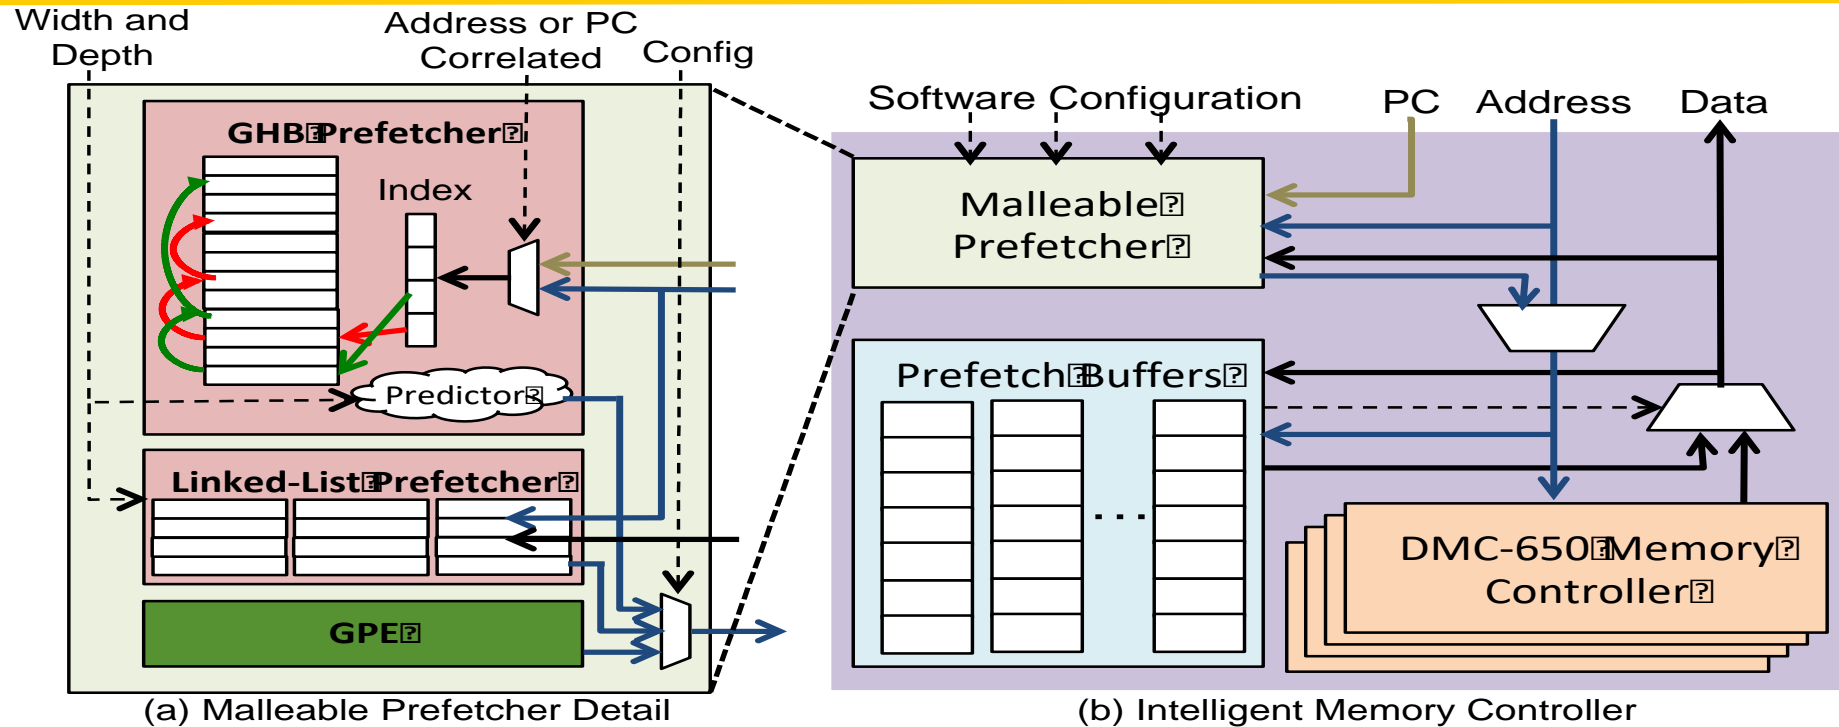 Width and
Depth
Address or PC
Correlated
Config
GHB Prefetcher
Index
Predictor
Linked-List Prefetcher
GPE
(a) Malleable Prefetcher Detail
Software Configuration
PC
Address
Data
Malleable
Prefetcher
Prefetch Buffers
...
DMC-650 Memory
Controller
(b) Intelligent Memory Controller